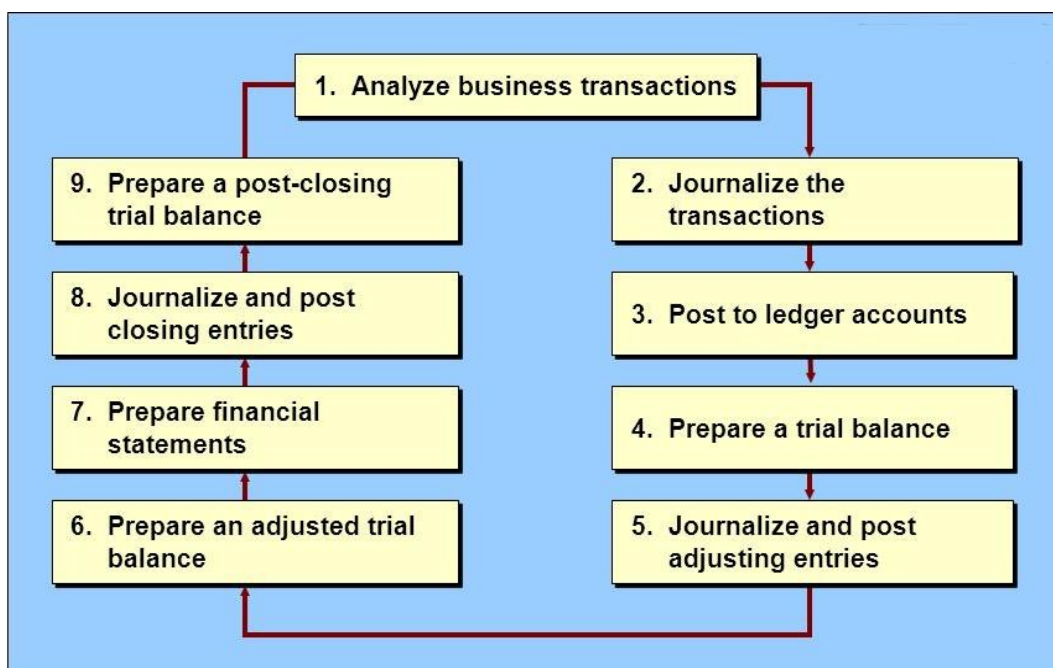 1. Analyze business transactions
2. Journalize the
transactions
3. Post to ledger accounts
4. Prepare a trial balance
5. Journalize and post
adjusting entries
6. Prepare an adjusted trial
balance
7. Prepare financial
statements
8. Journalize and post
closing entries
9. Prepare a post-closing
trial balance